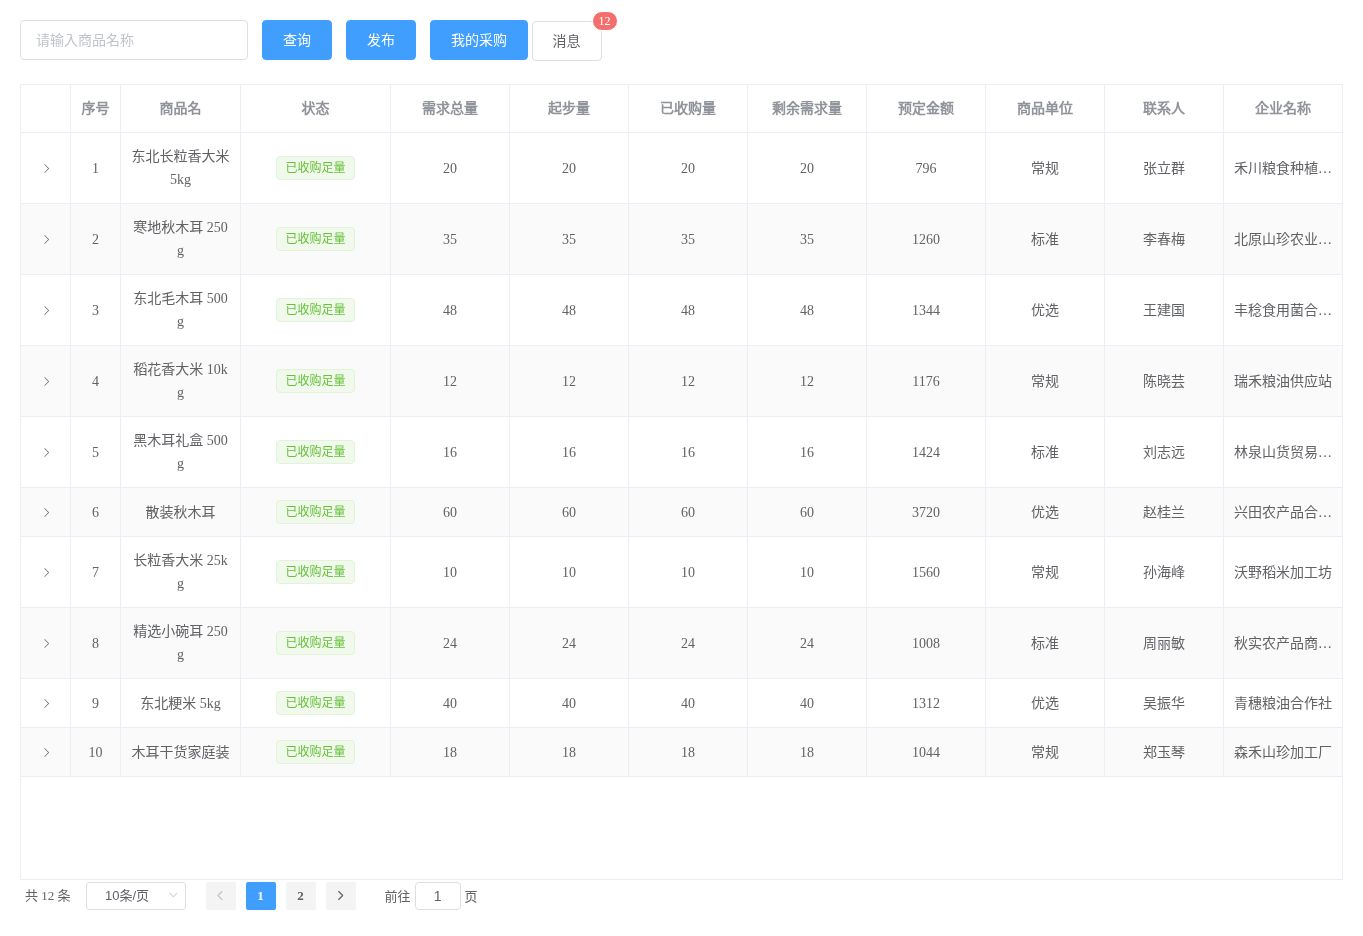 请输入商品名称 查询 发布 我的采购 消息 12
序号 商品名 状态 需求总量 起步量 已收购量 剩余需求量 预定金额 商品单位 联系人 企业名称
1 东北长粒香大米 已收购足量 20 20 20 20 796 常规 张立群 禾川粮食种植…
5kg
2 寒地秋木耳 250 已收购足量 35 35 35 35 1260 标准 李春梅 北原山珍农业…
g
3 东北毛木耳 500 已收购足量 48 48 48 48 1344 优选 王建国 丰稔食用菌合…
g
4 稻花香大米 10k 已收购足量 12 12 12 12 1176 常规 陈晓芸 瑞禾粮油供应站
g
5 黑木耳礼盒 500 已收购足量 16 16 16 16 1424 标准 刘志远 林泉山货贸易…
g
6 散装秋木耳 已收购足量 60 60 60 60 3720 优选 赵桂兰 兴田农产品合…
7 长粒香大米 25k 已收购足量 10 10 10 10 1560 常规 孙海峰 沃野稻米加工坊
g
8 精选小碗耳 250 已收购足量 24 24 24 24 1008 标准 周丽敏 秋实农产品商…
g
9 东北粳米 5kg 已收购足量 40 40 40 40 1312 优选 吴振华 青穗粮油合作社
10 木耳干货家庭装 已收购足量 18 18 18 18 1044 常规 郑玉琴 森禾山珍加工厂
共 12 条 10条/页 1 2 前往 1 页